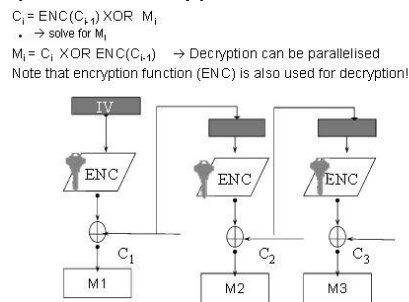 Cᵢ = ENC(Cᵢ₋₁) XOR Mᵢ
• → solve for Mᵢ
Mᵢ = Cᵢ XOR ENC(Cᵢ₋₁) → Decryption can be parallelised
Note that encryption function (ENC) is also used for decryption!
IV
ENC ENC ENC
C₁ C₂ C₃
M1 M2 M3